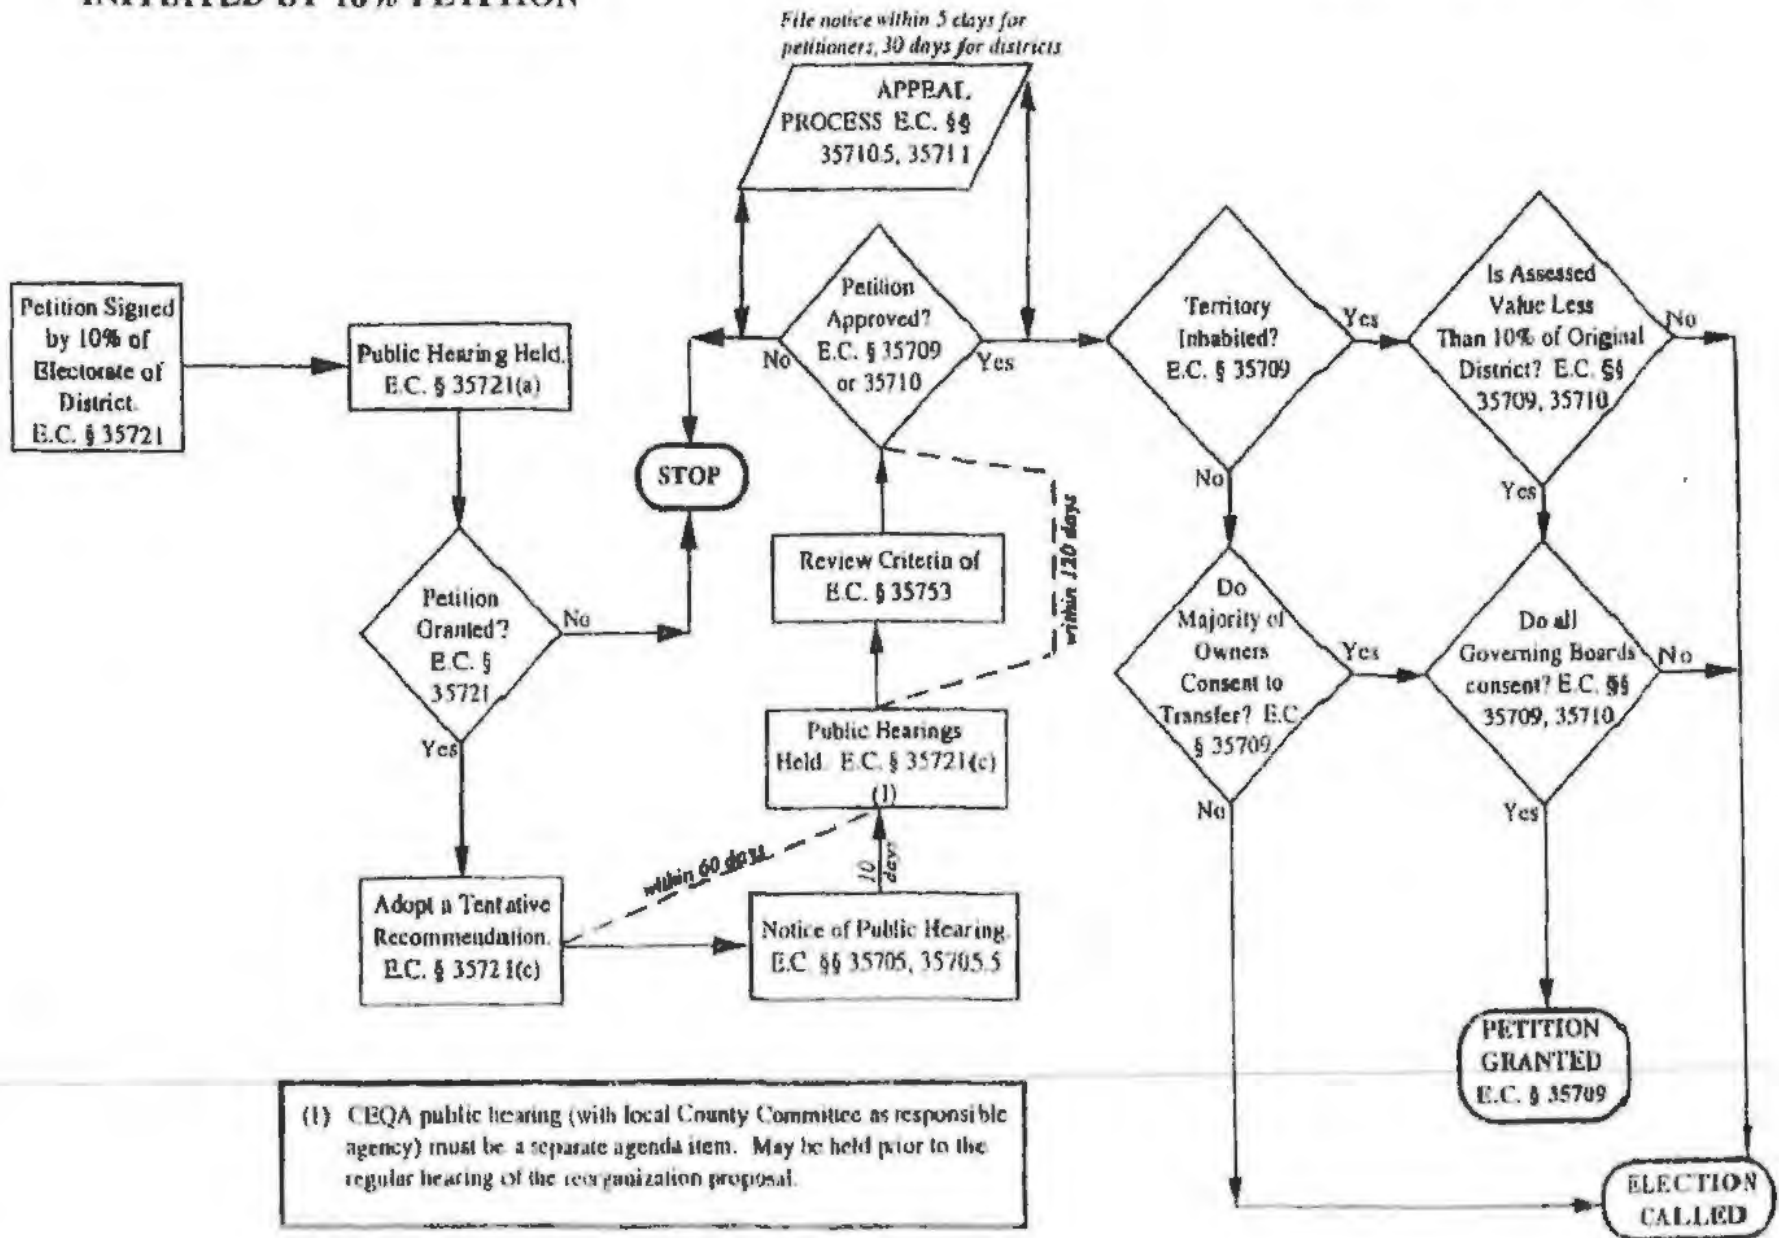 INITIATED BY 10% PETITION
File notice within 5 days for
petitioners, 30 days for districts
APPEAL
PROCESS E.C. §§
35710.5, 35711
Petition Signed
by 10% of
Electorate of
District.
E.C. § 35721
Public Hearing Held.
E.C. § 35721(a)
Petition
Granted?
E.C. §
35721
No
Yes
STOP
Adopt a Tentative
Recommendation.
E.C. § 35721(c)
within 60 days
Notice of Public Hearing.
E.C §§ 35705, 35705.5
10
days
Public Hearings
Held. E.C. § 35721(c)
(1)
Review Criteria of
E.C. § 35753
within 120 days
Petition
Approved?
E.C. § 35709
or 35710
No
Yes
Territory
Inhabited?
E.C. § 35709
Yes
No
Is Assessed
Value Less
Than 10% of Original
District? E.C. §§
35709, 35710
No
Yes
Do
Majority of
Owners
Consent to
Transfer? E.C
§ 35709
Yes
No
Do all
Governing Boards
consent? E.C. §§
35709, 35710
No
Yes
PETITION
GRANTED
E.C. § 35709
ELECTION
CALLED
(1) CEQA public hearing (with local County Committee as responsible
agency) must be a separate agenda item. May be held prior to the
regular hearing of the reorganization proposal.